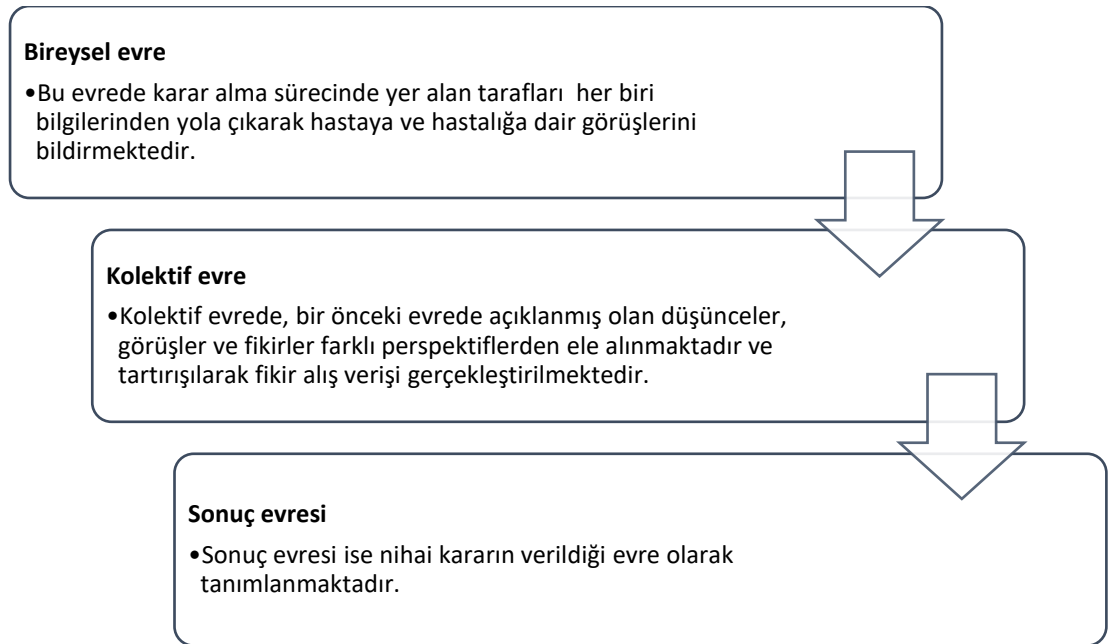 Bireysel evre
•Bu evrede karar alma sürecinde yer alan tarafları  her biri
bilgilerinden yola çıkarak hastaya ve hastalığa dair görüşlerini
bildirmektedir.
Kolektif evre
•Kolektif evrede, bir önceki evrede açıklanmış olan düşünceler,
görüşler ve fikirler farklı perspektiflerden ele alınmaktadır ve
tartırışılarak fikir alış verişi gerçekleştirilmektedir.
Sonuç evresi
•Sonuç evresi ise nihai kararın verildiği evre olarak
tanımlanmaktadır.